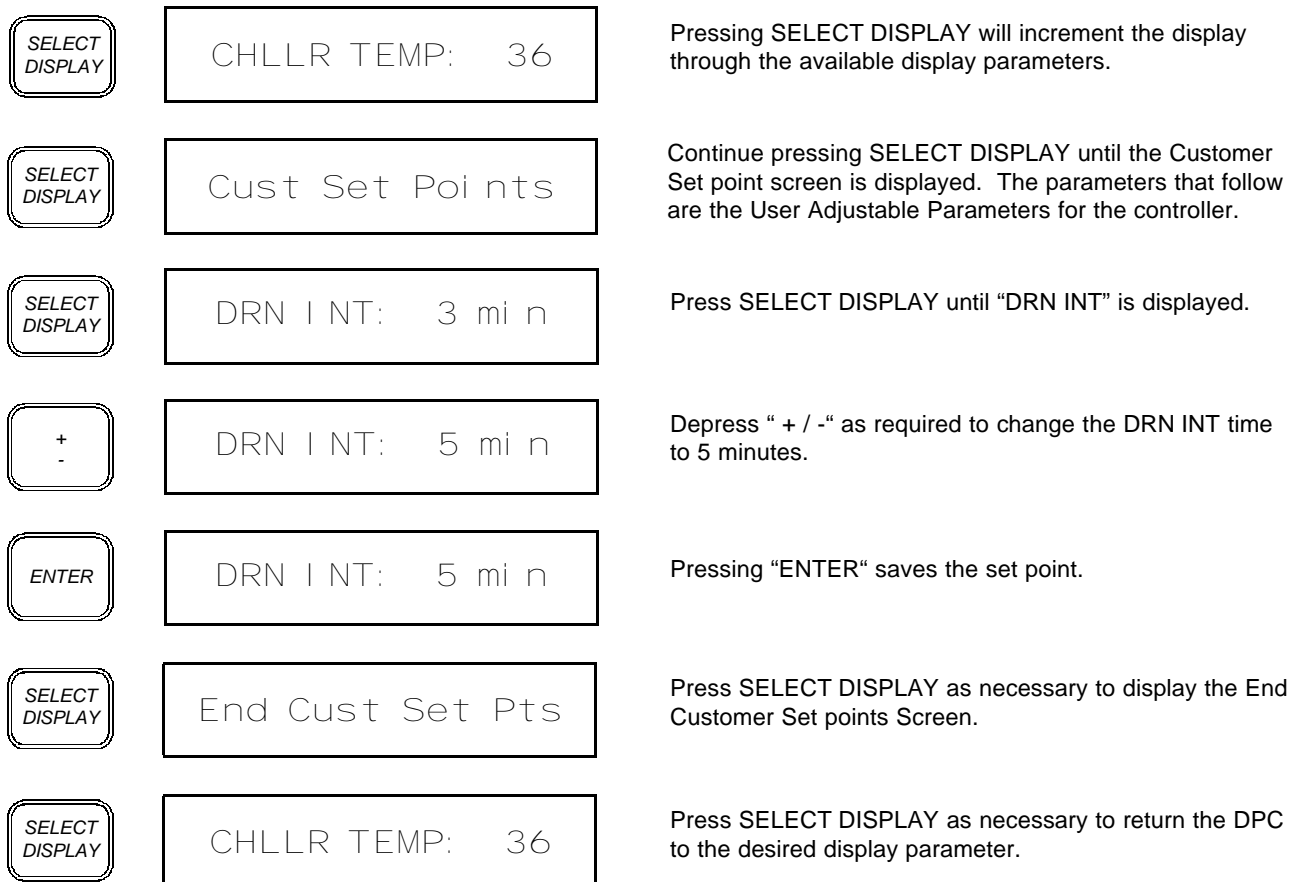 SELECT
DISPLAY
CHLLR TEMP: 36
Pressing SELECT DISPLAY will increment the display
through the available display parameters.
SELECT
DISPLAY
Cust Set Points
Continue pressing SELECT DISPLAY until the Customer
Set point screen is displayed. The parameters that follow
are the User Adjustable Parameters for the controller.
SELECT
DISPLAY
DRN INT: 3 min
Press SELECT DISPLAY until “DRN INT” is displayed.
+
-
DRN INT: 5 min
Depress “ + / -“ as required to change the DRN INT time
to 5 minutes.
ENTER
DRN INT: 5 min
Pressing “ENTER“ saves the set point.
SELECT
DISPLAY
End Cust Set Pts
Press SELECT DISPLAY as necessary to display the End
Customer Set points Screen.
SELECT
DISPLAY
CHLLR TEMP: 36
Press SELECT DISPLAY as necessary to return the DPC
to the desired display parameter.